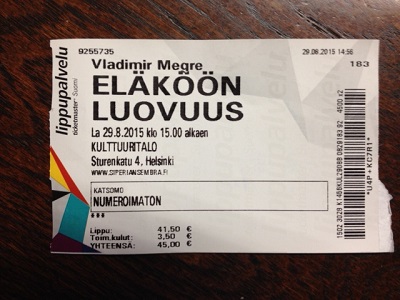 9255735
29.08.2015 14:56
lippupalvelu
ticketmaster Suomi
Vladimir Megre
183
ELÄKÖÖN
LUOVUUS
La 29.8.2015 klo 15.00 alkaen
KULTTUURITALO
Sturenkatu 4, Helsinki
WWW.SIPERIANSEMBRA.FI
KATSOMO
NUMEROIMATON
***
Lippu: 41,50 €
Toim.kulut: 3,50 €
YHTEENSÄ: 45,00 €
*U4P+KC7R1*